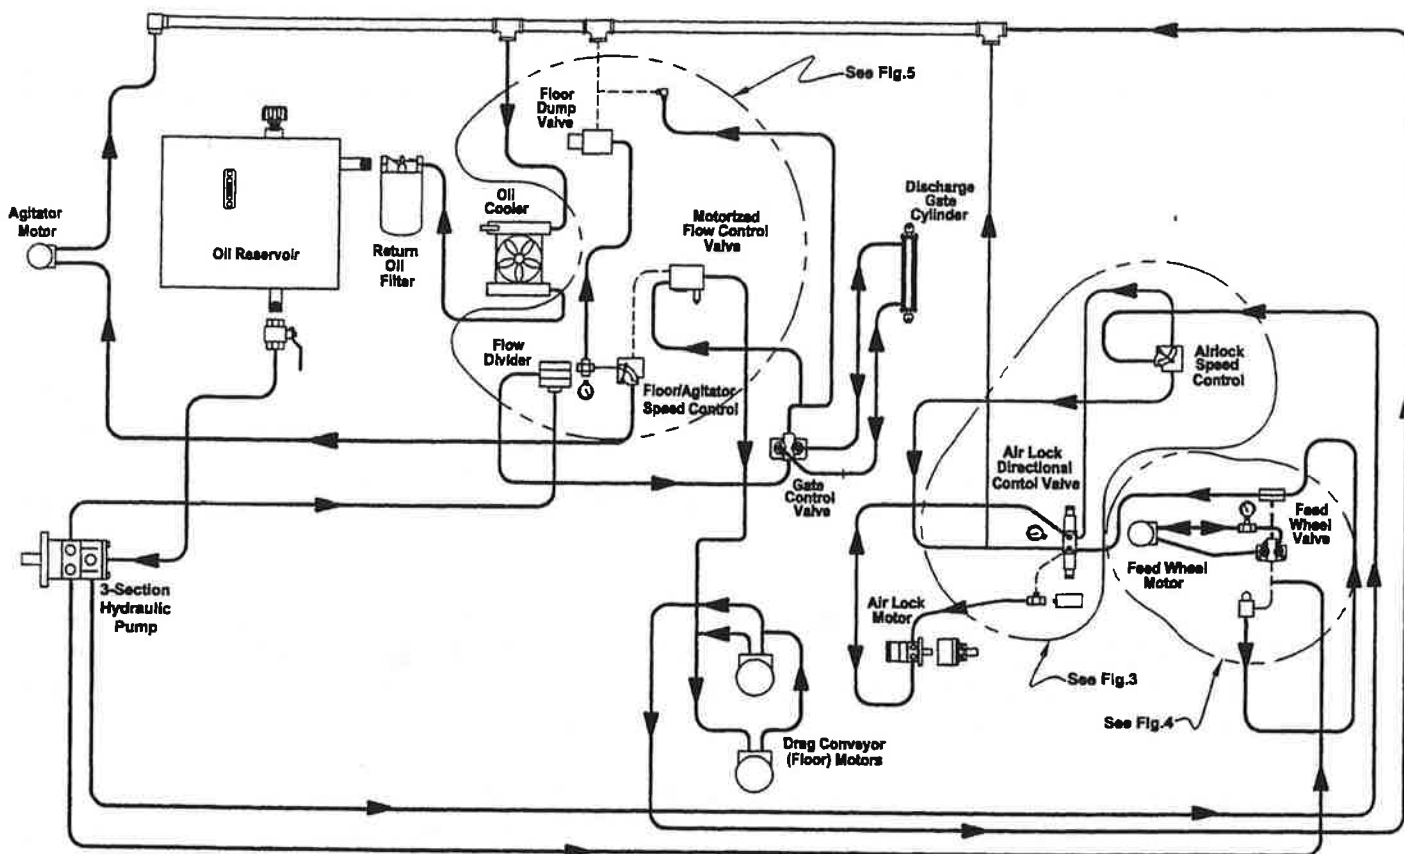 See Fig.5
Floor
Dump
Valve
Agitator
Motor
Oil Reservoir
Return
Oil
Filter
Oil
Cooler
Motorized
Flow Control
Valve
Discharge
Gate
Cylinder
Flow
Divider
Floor/Agitator
Speed Control
Airlock
Speed
Control
Gate
Control
Valve
Air Lock
Directional
Contol Valve
Feed
Wheel
Valve
Feed Wheel
Motor
3-Section
Hydraulic
Pump
Air Lock
Motor
See Fig.3
See Fig.4
Drag Conveyor
(Floor) Motors